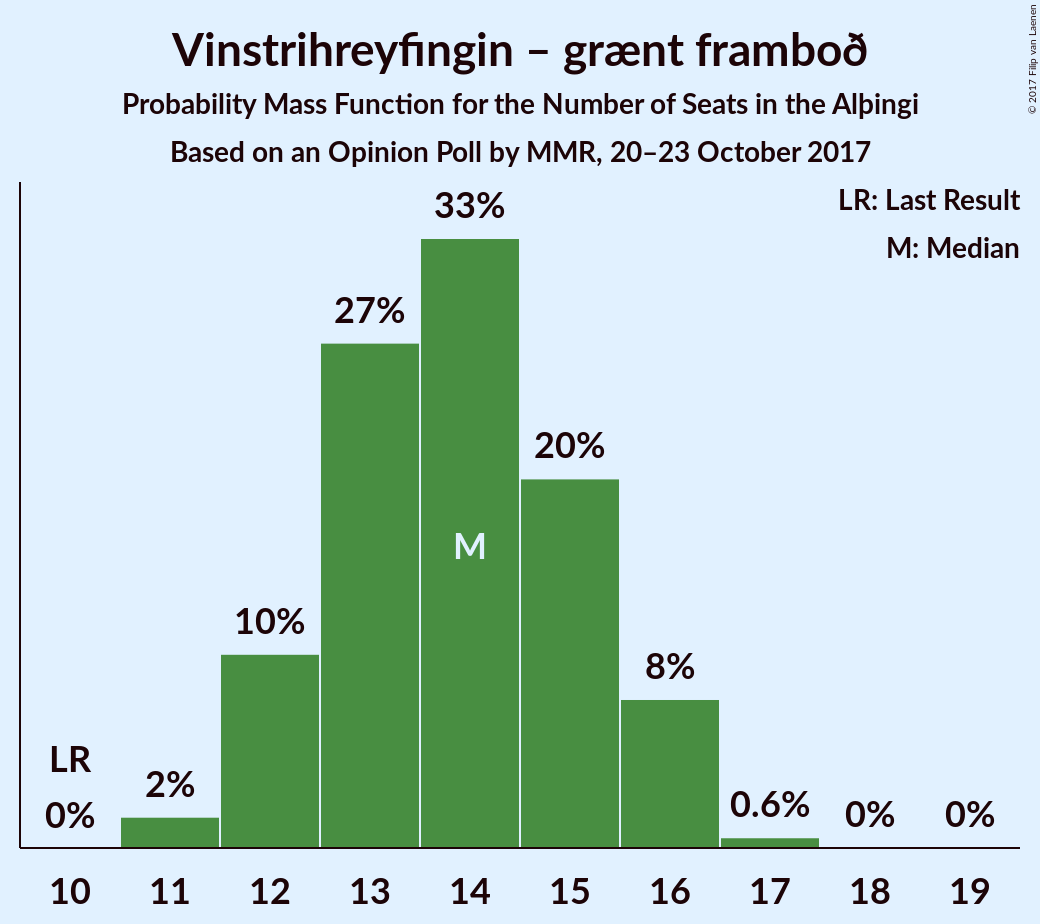 Vinstrihreyfingin – grænt framboð
Probability Mass Function for the Number of Seats in the Alþingi
Based on an Opinion Poll by MMR, 20–23 October 2017
© 2017 Filip van Laenen
LR: Last Result
M: Median
33%
27%
20%
M
10%
8%
LR
2%
0%
0.6%
0%
0%
10 11 12 13 14 15 16 17 18 19